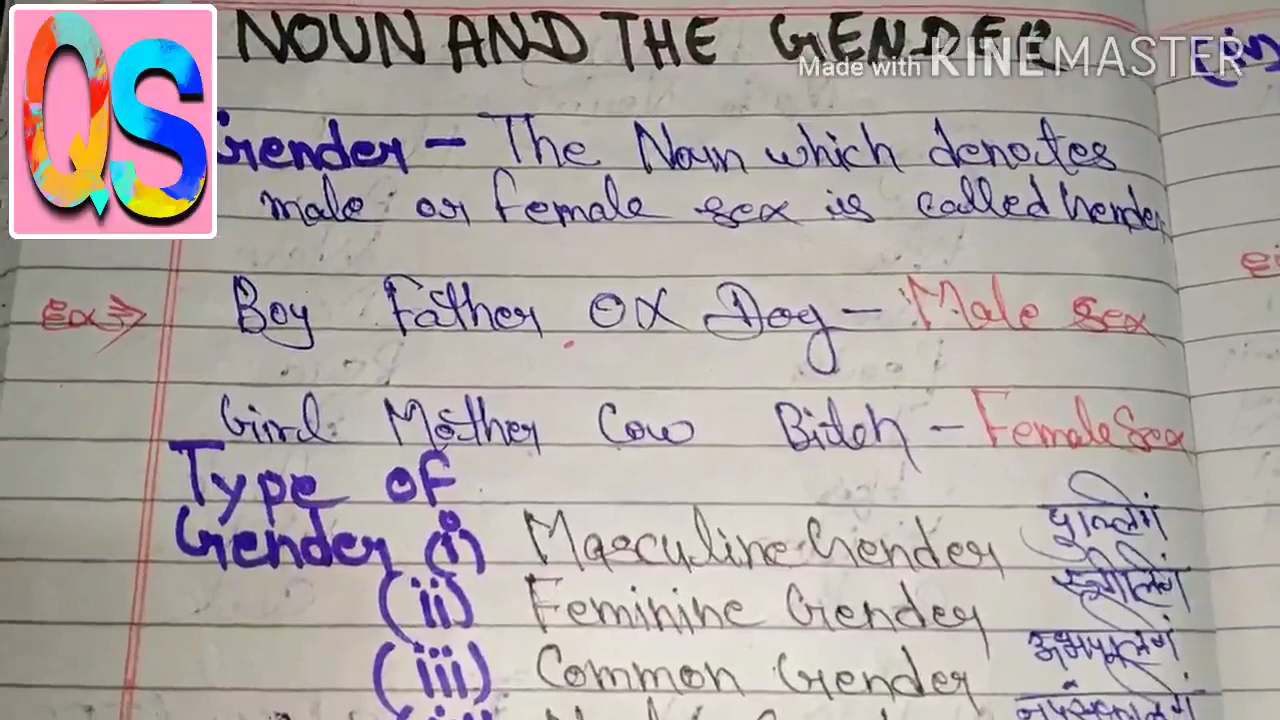 NOUN AND THE GENDER
Made with KINEMASTER
QS
Gender - The Noun which denotes
male or female sex is called Gender
Ex ⇒ Boy Father OX Dog - Male sex
Girl Mother Cow Bitch - Female Sex
Type of
Gender (i) Masculine Gender पुल्लिगं
(ii) Feminine Gender स्त्रीलिगं
(iii) Common Gender